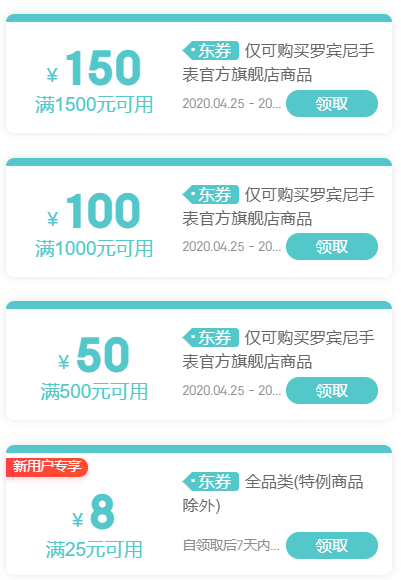 ¥ 150
满1500元可用
东券 仅可购买罗宾尼手
表官方旗舰店商品
2020.04.25 - 20...
领取
¥ 100
满1000元可用
东券 仅可购买罗宾尼手
表官方旗舰店商品
2020.04.25 - 20...
领取
¥ 50
满500元可用
东券 仅可购买罗宾尼手
表官方旗舰店商品
2020.04.25 - 20...
领取
新用户专享
¥ 8
满25元可用
东券 全品类(特例商品
除外)
自领取后7天内...
领取